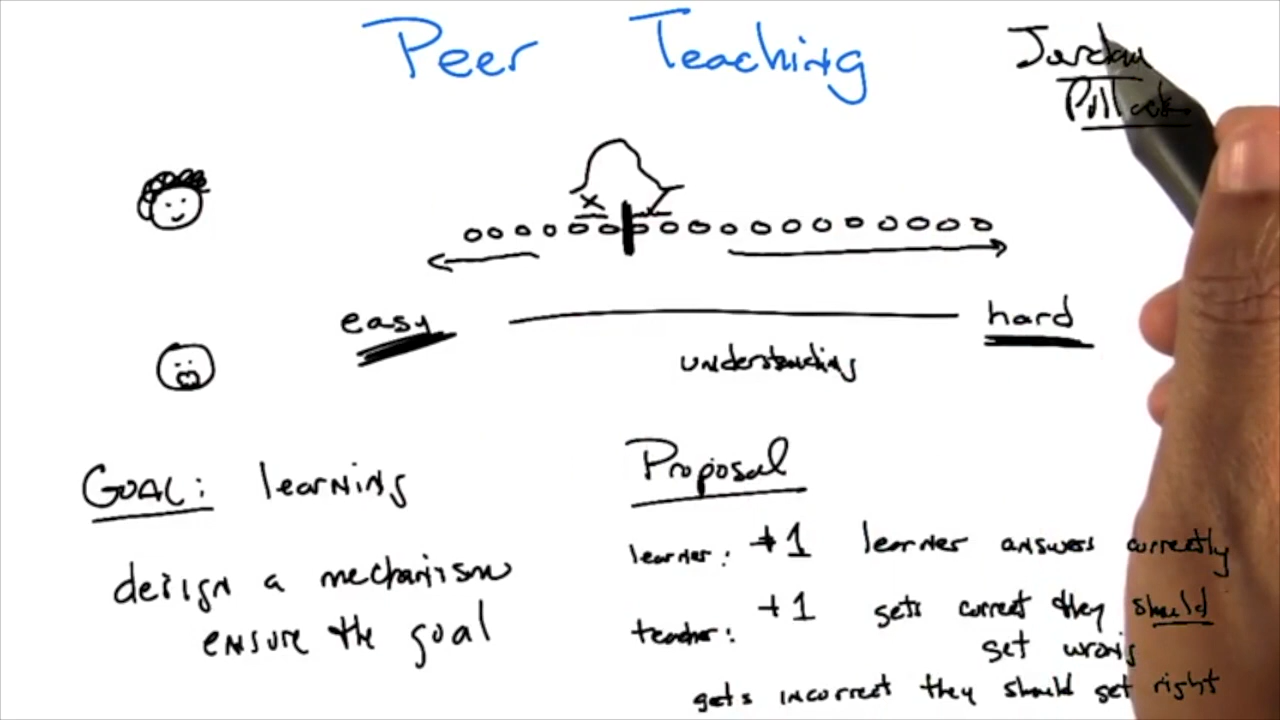 Peer Teaching
Jordan
Pollack
x
easy
hard
understanding
GOAL: learning
design a mechanism
ensure the goal
Proposal
learner: +1 learner answers correctly
teacher: +1 gets correct they should
get wrong
gets incorrect they should get right